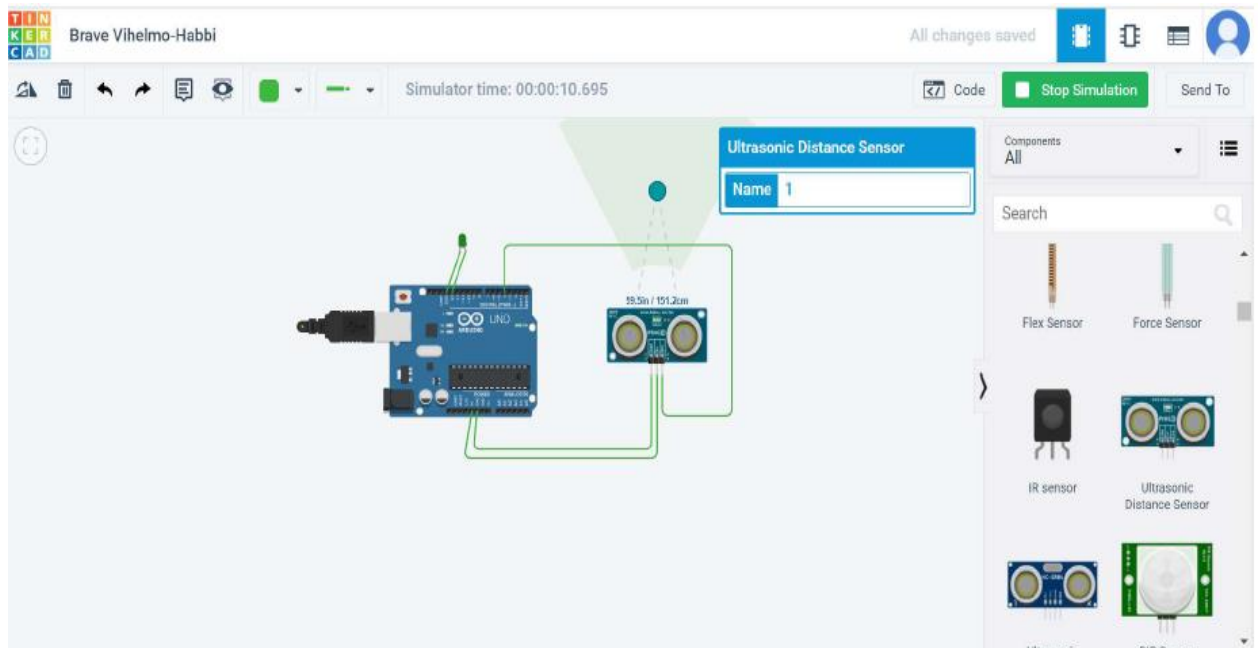 TIN
KER
CAD
Brave Vihelmo-Habbi
All changes saved
Simulator time: 00:00:10.695
Code
Stop Simulation
Send To
Ultrasonic Distance Sensor
Name 1
Components
All
Search
59.5in / 151.2cm
UNO
ARDUINO
Flex Sensor
Force Sensor
IR sensor
Ultrasonic
Distance Sensor